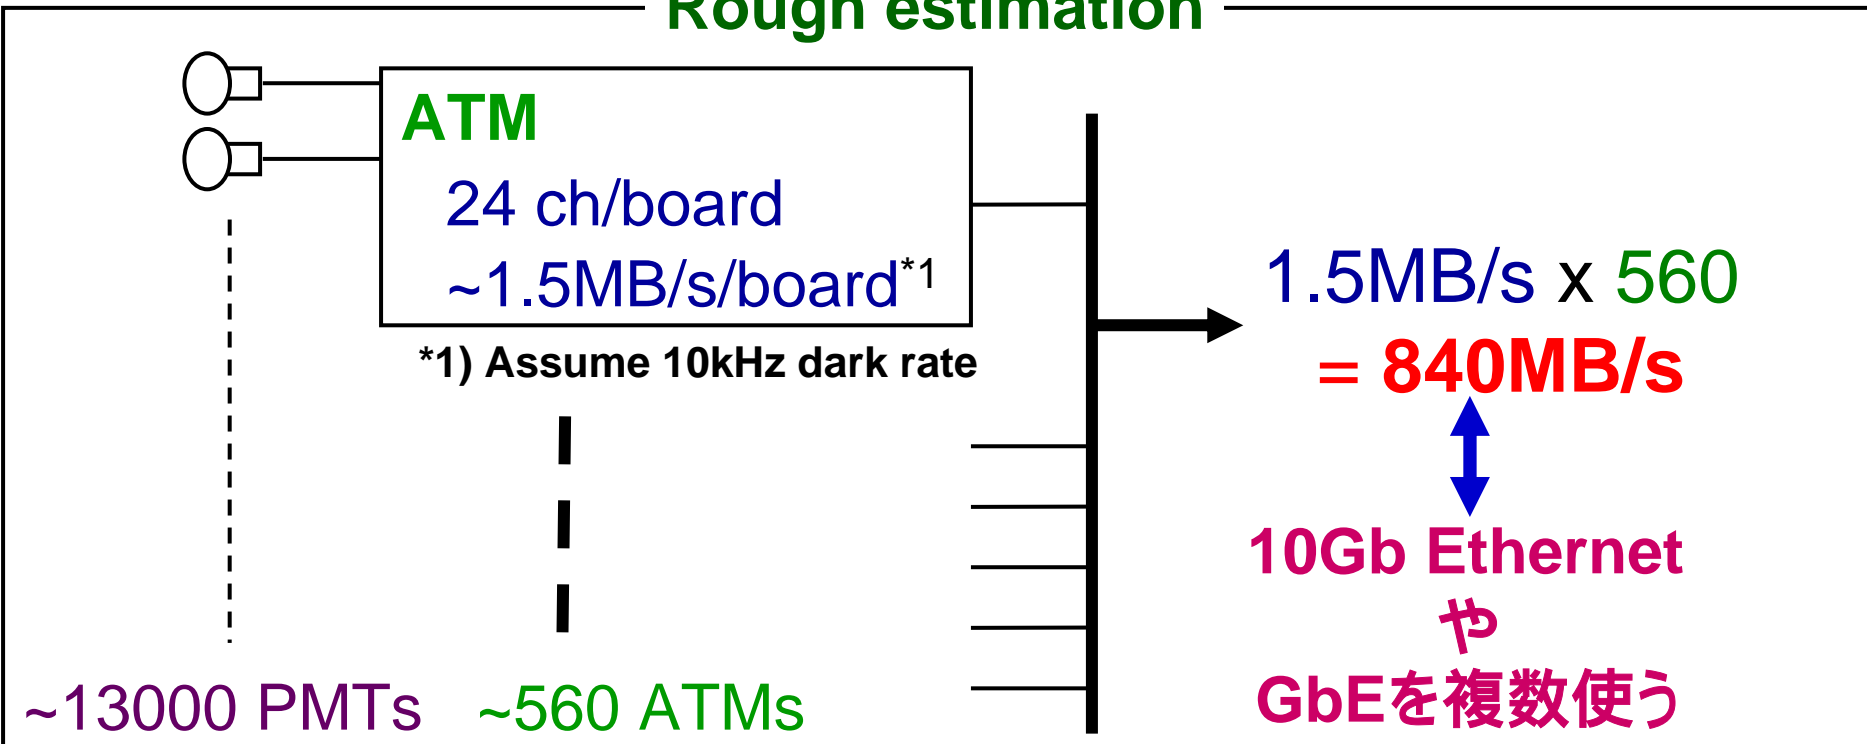 Rough estimation
ATM
24 ch/board
~1.5MB/s/board*1
*1) Assume 10kHz dark rate
1.5MB/s x 560
= 840MB/s
10Gb Ethernet
や
GbEを複数使う
~13000 PMTs
~560 ATMs